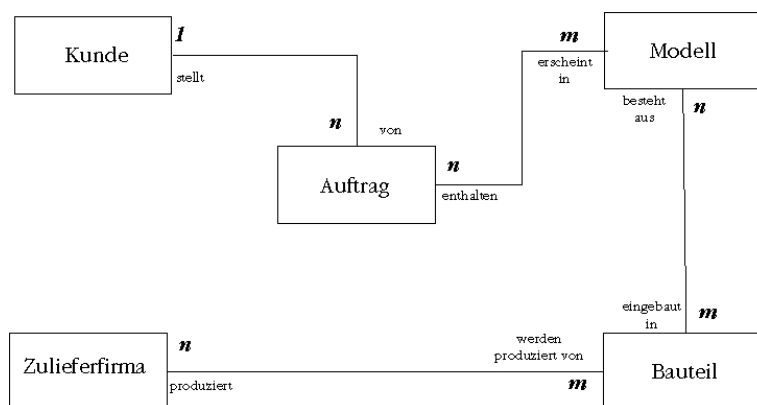 Kunde
1
stellt
n
von
Auftrag
n
enthalten
m
erscheint
in
Modell
besteht
aus
n
eingebaut
in
m
Zulieferfirma
n
produziert
werden
produziert von
m
Bauteil